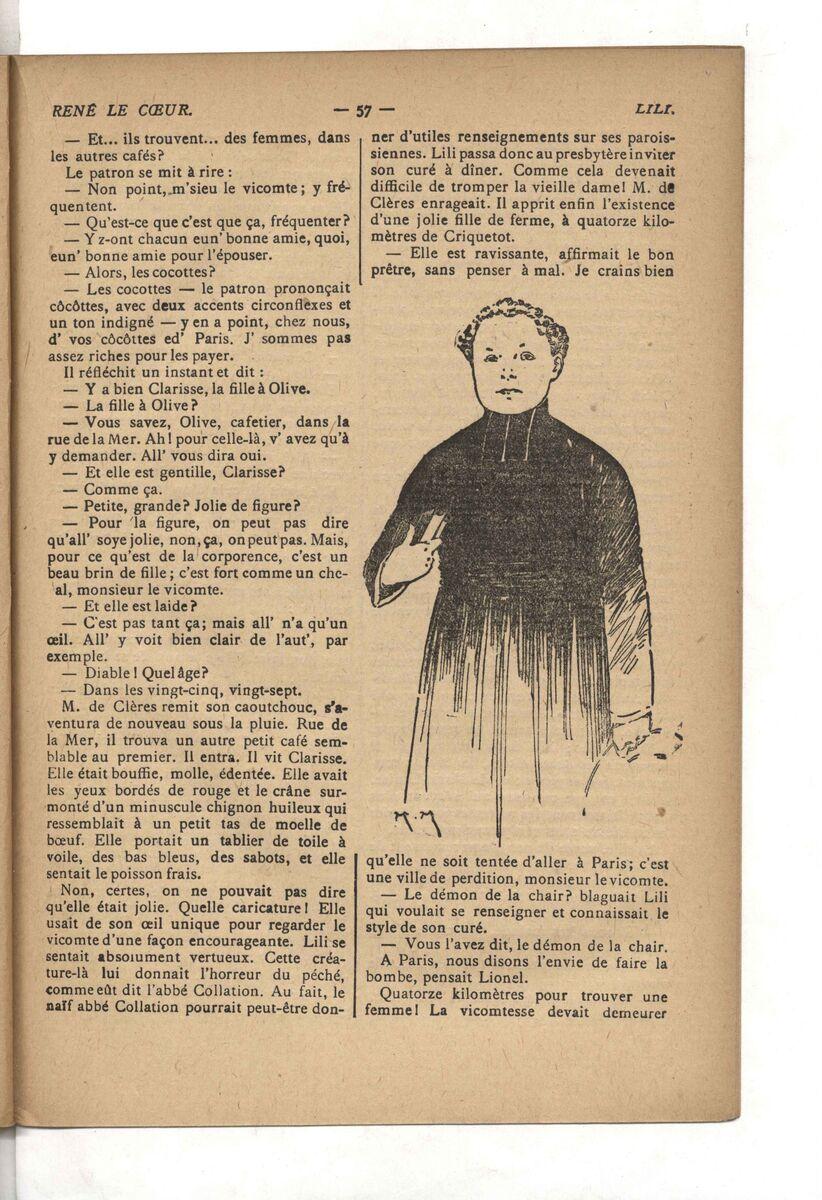 RENÉ LE CŒUR. — 57 — LILI.
— Et... ils trouvent... des femmes, dans
les autres cafés?
Le patron se mit à rire :
— Non point, m'sieu le vicomte; y fré-
quentent.
— Qu'est-ce que c'est que ça, fréquenter?
— Y z-ont chacun eun' bonne amie, quoi,
eun' bonne amie pour l'épouser.
— Alors, les cocottes?
— Les cocottes — le patron prononçait
côcôttes, avec deux accents circonflexes et
un ton indigné — y en a point, chez nous,
d' vos côcôttes ed' Paris. J' sommes pas
assez riches pour les payer.
Il réfléchit un instant et dit :
— Y a bien Clarisse, la fille à Olive.
— La fille à Olive?
— Vous savez, Olive, cafetier, dans la
rue de la Mer. Ah! pour celle-là, v' avez qu'à
y demander. All' vous dira oui.
— Et elle est gentille, Clarisse?
— Comme ça.
— Petite, grande? Jolie de figure?
— Pour la figure, on peut pas dire
qu'all' soye jolie, non, ça, on peut pas. Mais,
pour ce qu'est de la corporence, c'est un
beau brin de fille; c'est fort comme un che-
al, monsieur le vicomte.
— Et elle est laide?
— C'est pas tant ça; mais all' n'a qu'un
œil. All' y voit bien clair de l'aut', par
exemple.
— Diable! Quel âge?
— Dans les vingt-cinq, vingt-sept.
M. de Clères remit son caoutchouc, s'a-
ventura de nouveau sous la pluie. Rue de
la Mer, il trouva un autre petit café sem-
blable au premier. Il entra. Il vit Clarisse.
Elle était bouffie, molle, édentée. Elle avait
les yeux bordés de rouge et le crâne sur-
monté d'un minuscule chignon huileux qui
ressemblait à un petit tas de moelle de
bœuf. Elle portait un tablier de toile à
voile, des bas bleus, des sabots, et elle
sentait le poisson frais.
Non, certes, on ne pouvait pas dire
qu'elle était jolie. Quelle caricature! Elle
usait de son œil unique pour regarder le
vicomte d'une façon encourageante. Lili se
sentait absolument vertueux. Cette créa-
ture-là lui donnait l'horreur du péché,
comme eût dit l'abbé Collation. Au fait, le
naïf abbé Collation pourrait peut-être don-
ner d'utiles renseignements sur ses parois-
siennes. Lili passa donc au presbytère inviter
son curé à dîner. Comme cela devenait
difficile de tromper la vieille dame! M. de
Clères enrageait. Il apprit enfin l'existence
d'une jolie fille de ferme, à quatorze kilo-
mètres de Criquetot.
— Elle est ravissante, affirmait le bon
prêtre, sans penser à mal. Je crains bien
M. M
qu'elle ne soit tentée d'aller à Paris; c'est
une ville de perdition, monsieur le vicomte.
— Le démon de la chair? blaguait Lili
qui voulait se renseigner et connaissait le
style de son curé.
— Vous l'avez dit, le démon de la chair.
A Paris, nous disons l'envie de faire la
bombe, pensait Lionel.
Quatorze kilomètres pour trouver une
femme! La vicomtesse devait demeurer